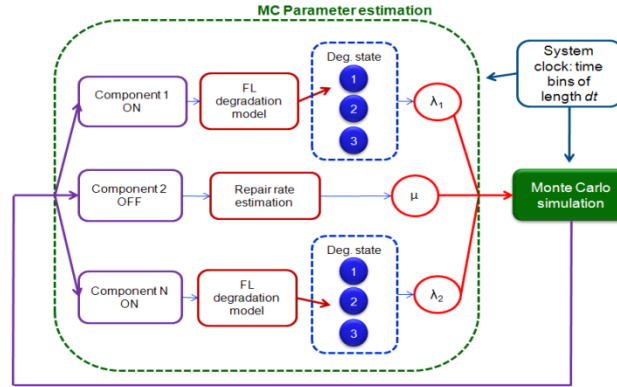 MC Parameter estimation
Component 1
ON
FL
degradation
model
Deg. state
1
2
3
λ1
System
clock: time
bins of
length dt
Component 2
OFF
Repair rate
estimation
μ
Monte Carlo
simulation
Component N
ON
FL
degradation
model
Deg. state
1
2
3
λ2